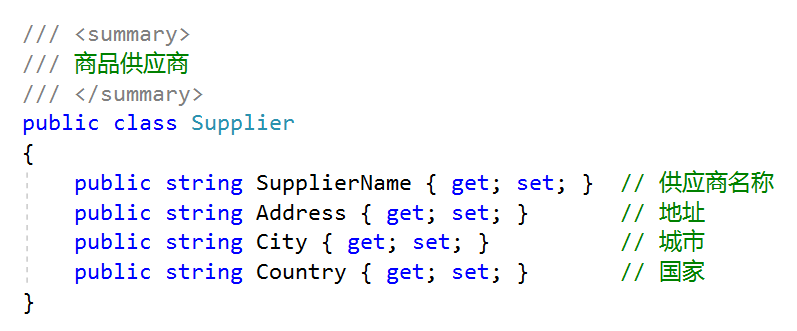 /// <summary>
/// 商品供应商
/// </summary>
public class Supplier
{
    public string SupplierName { get; set; }  // 供应商名称
    public string Address { get; set; }       // 地址
    public string City { get; set; }          // 城市
    public string Country { get; set; }       // 国家
}